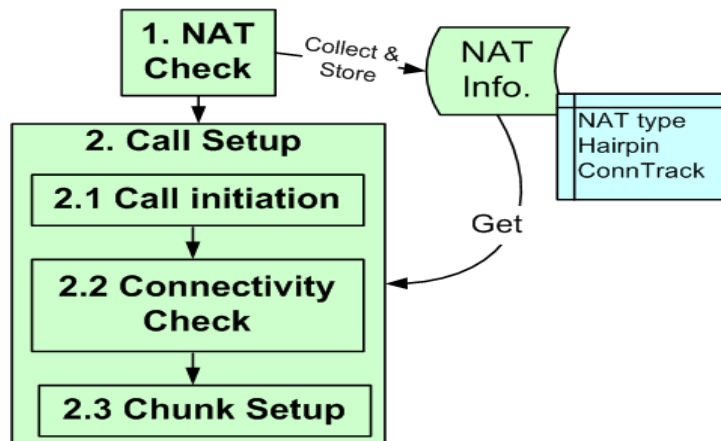 1. NAT
Check
Collect &
Store
NAT
Info.
NAT type
Hairpin
ConnTrack
2. Call Setup
2.1 Call initiation
Get
2.2 Connectivity
Check
2.3 Chunk Setup